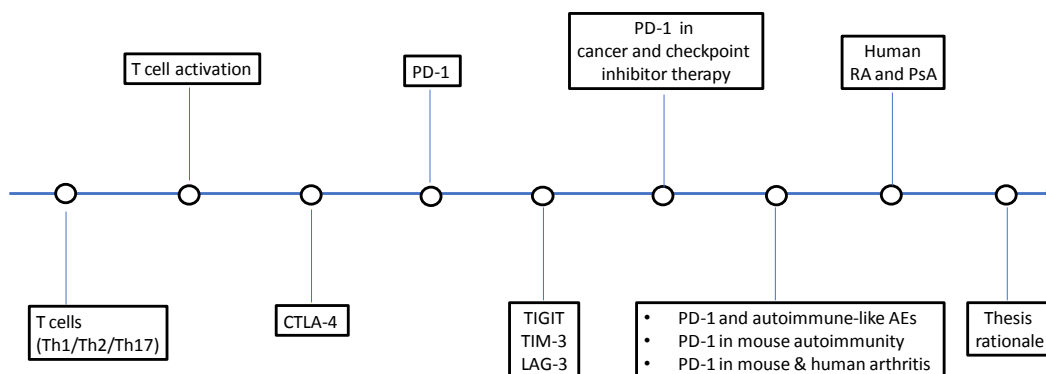 T cell activation
PD-1
PD-1 in
cancer and checkpoint
inhibitor therapy
Human
RA and PsA
T cells
(Th1/Th2/Th17)
CTLA-4
TIGIT
TIM-3
LAG-3
• PD-1 and autoimmune-like AEs
• PD-1 in mouse autoimmunity
• PD-1 in mouse & human arthritis
Thesis
rationale